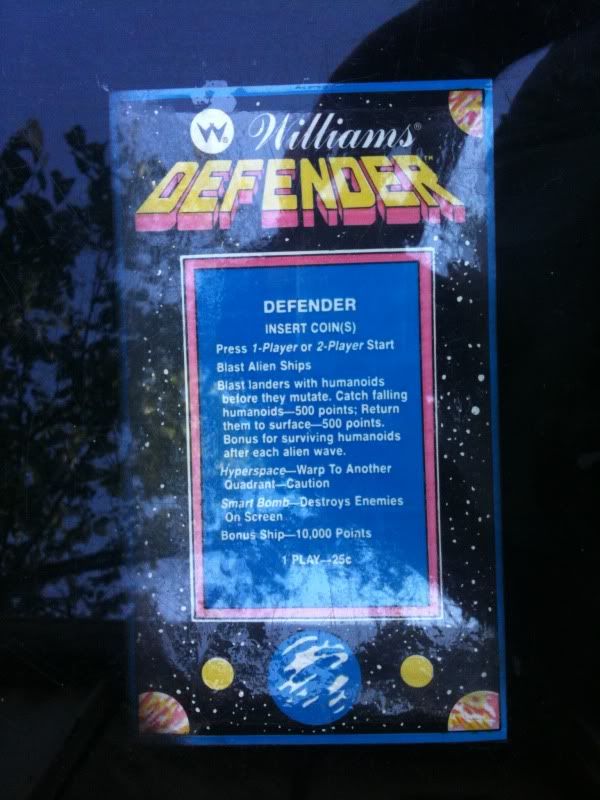 W® Williams®
DEFENDER™
DEFENDER
INSERT COIN(S)
Press 1-Player or 2-Player Start
Blast Alien Ships
Blast landers with humanoids
before they mutate. Catch falling
humanoids—500 points; Return
them to surface—500 points.
Bonus for surviving humanoids
after each alien wave.
Hyperspace—Warp To Another
Quadrant—Caution
Smart Bomb—Destroys Enemies
On Screen
Bonus Ship—10,000 Points
1 PLAY—25¢